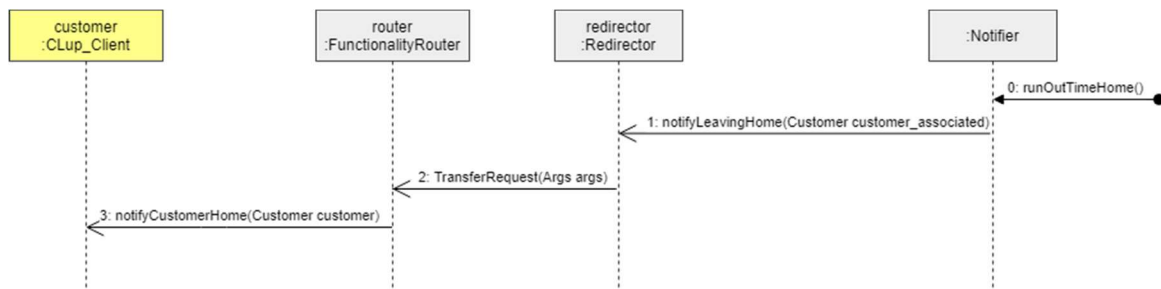 customer
:CLup_Client
router
:FunctionalityRouter
redirector
:Redirector
:Notifier
0: runOutTimeHome()
1: notifyLeavingHome(Customer customer_associated)
2: TransferRequest(Args args)
3: notifyCustomerHome(Customer customer)